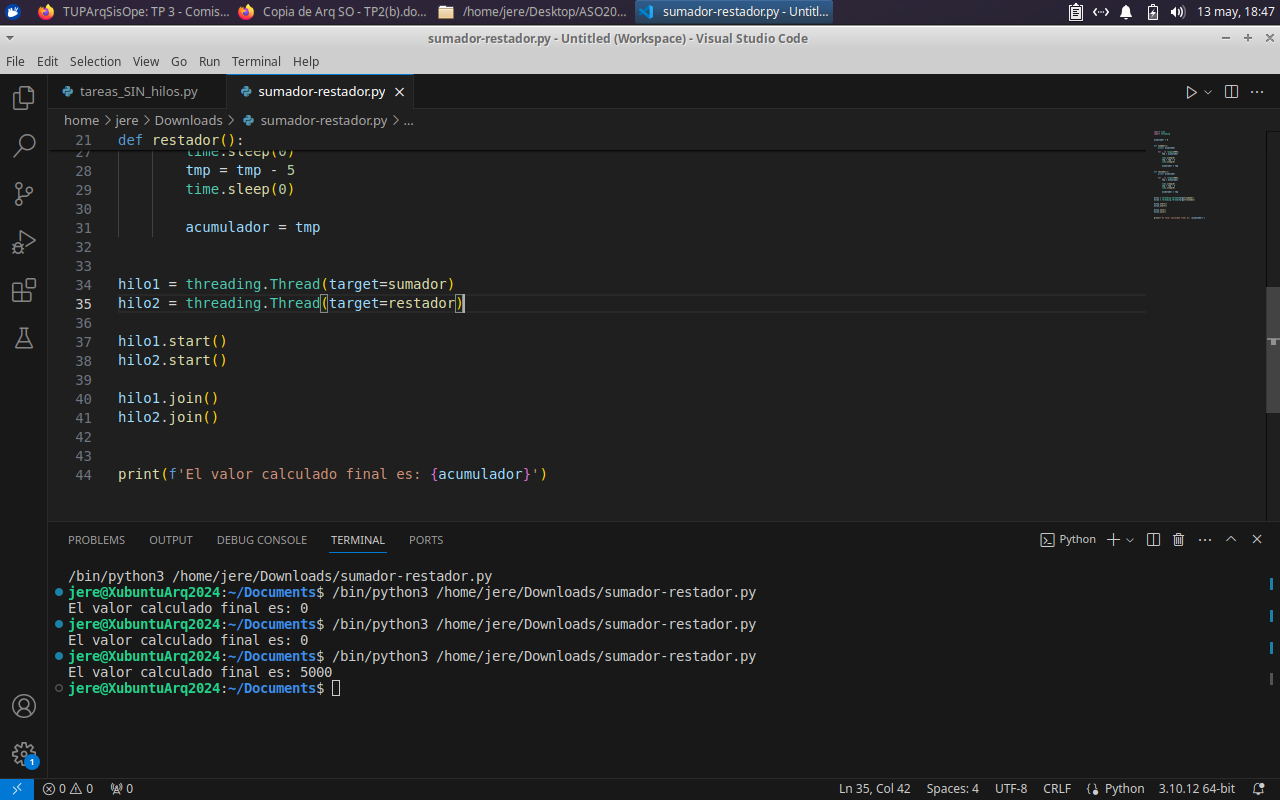 TUPArqSisOpe: TP 3 - Comis...
Copia de Arq SO - TP2(b).do...
/home/jere/Desktop/ASO20...
sumador-restador.py - Untitl...
13 may, 18:47
sumador-restador.py - Untitled (Workspace) - Visual Studio Code
File Edit Selection View Go Run Terminal Help
tareas_SIN_hilos.py
sumador-restador.py
home > jere > Downloads > sumador-restador.py > ...
21 def restador():
27 time.sleep(0)
28 tmp = tmp - 5
29 time.sleep(0)
30
31 acumulador = tmp
32
33
34 hilo1 = threading.Thread(target=sumador)
35 hilo2 = threading.Thread(target=restador)
36
37 hilo1.start()
38 hilo2.start()
39
40 hilo1.join()
41 hilo2.join()
42
43
44 print(f'El valor calculado final es: {acumulador}')
PROBLEMS OUTPUT DEBUG CONSOLE TERMINAL PORTS
Python
/bin/python3 /home/jere/Downloads/sumador-restador.py
jere@XubuntuArq2024:~/Documents$ /bin/python3 /home/jere/Downloads/sumador-restador.py
El valor calculado final es: 0
jere@XubuntuArq2024:~/Documents$ /bin/python3 /home/jere/Downloads/sumador-restador.py
El valor calculado final es: 0
jere@XubuntuArq2024:~/Documents$ /bin/python3 /home/jere/Downloads/sumador-restador.py
El valor calculado final es: 5000
jere@XubuntuArq2024:~/Documents$
1
0 0 0
Ln 35, Col 42 Spaces: 4 UTF-8 CRLF Python 3.10.12 64-bit